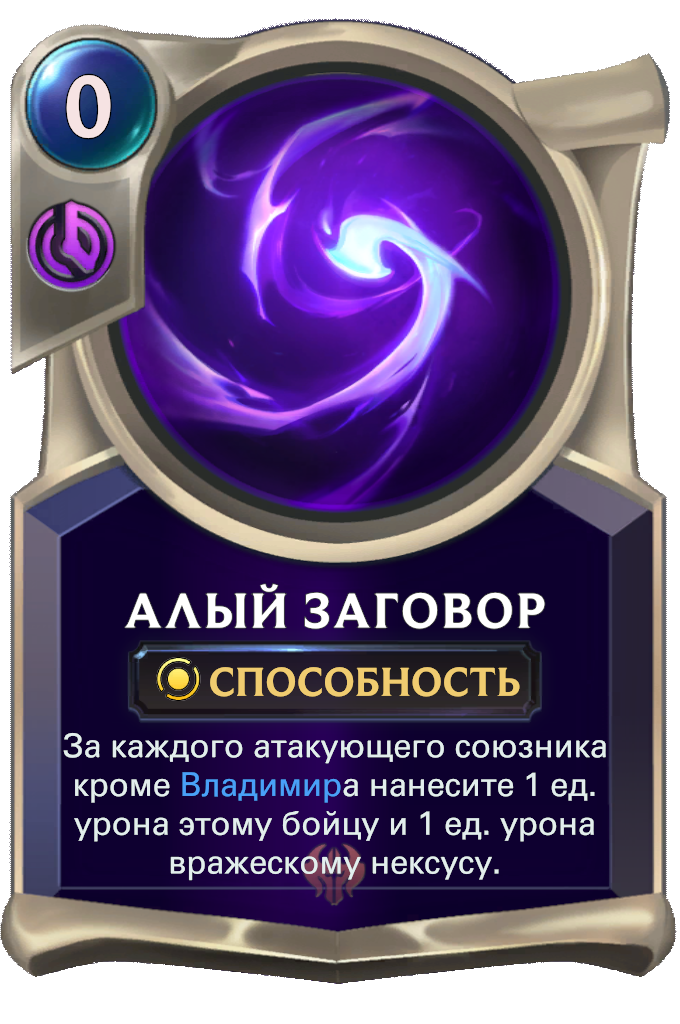 0
АЛЫЙ ЗАГОВОР
СПОСОБНОСТЬ
За каждого атакующего союзника
кроме Владимира нанесите 1 ед.
урона этому бойцу и 1 ед. урона
вражескому нексусу.